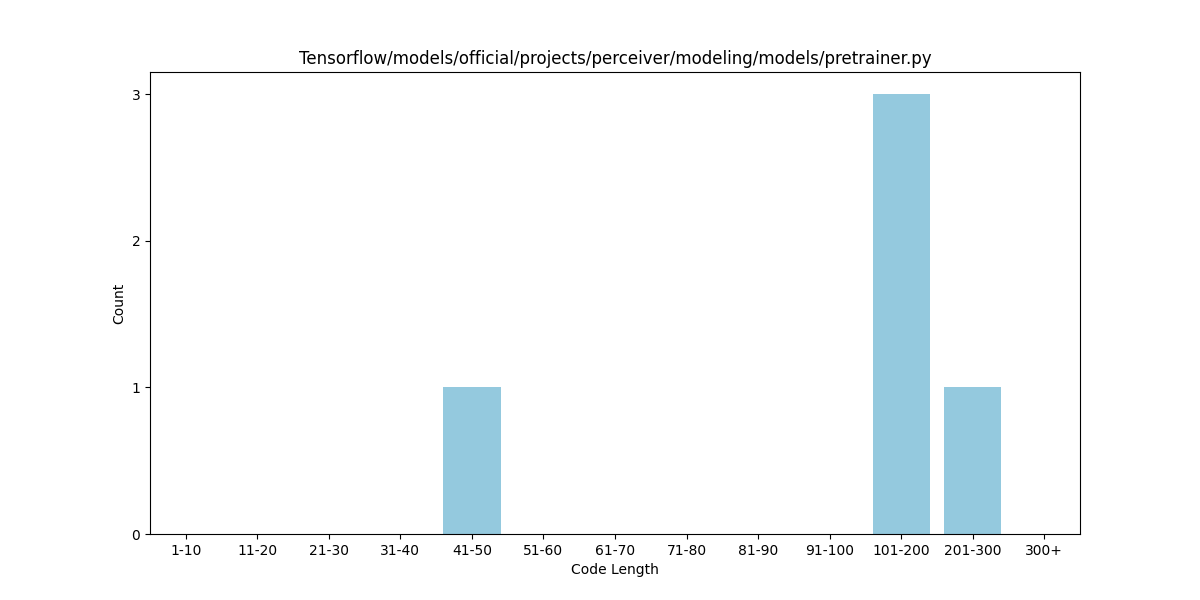 Tensorflow/models/official/projects/perceiver/modeling/models/pretrainer.py
3
2
1
0
Count
1-10 11-20 21-30 31-40 41-50 51-60 61-70 71-80 81-90 91-100 101-200 201-300 300+
Code Length